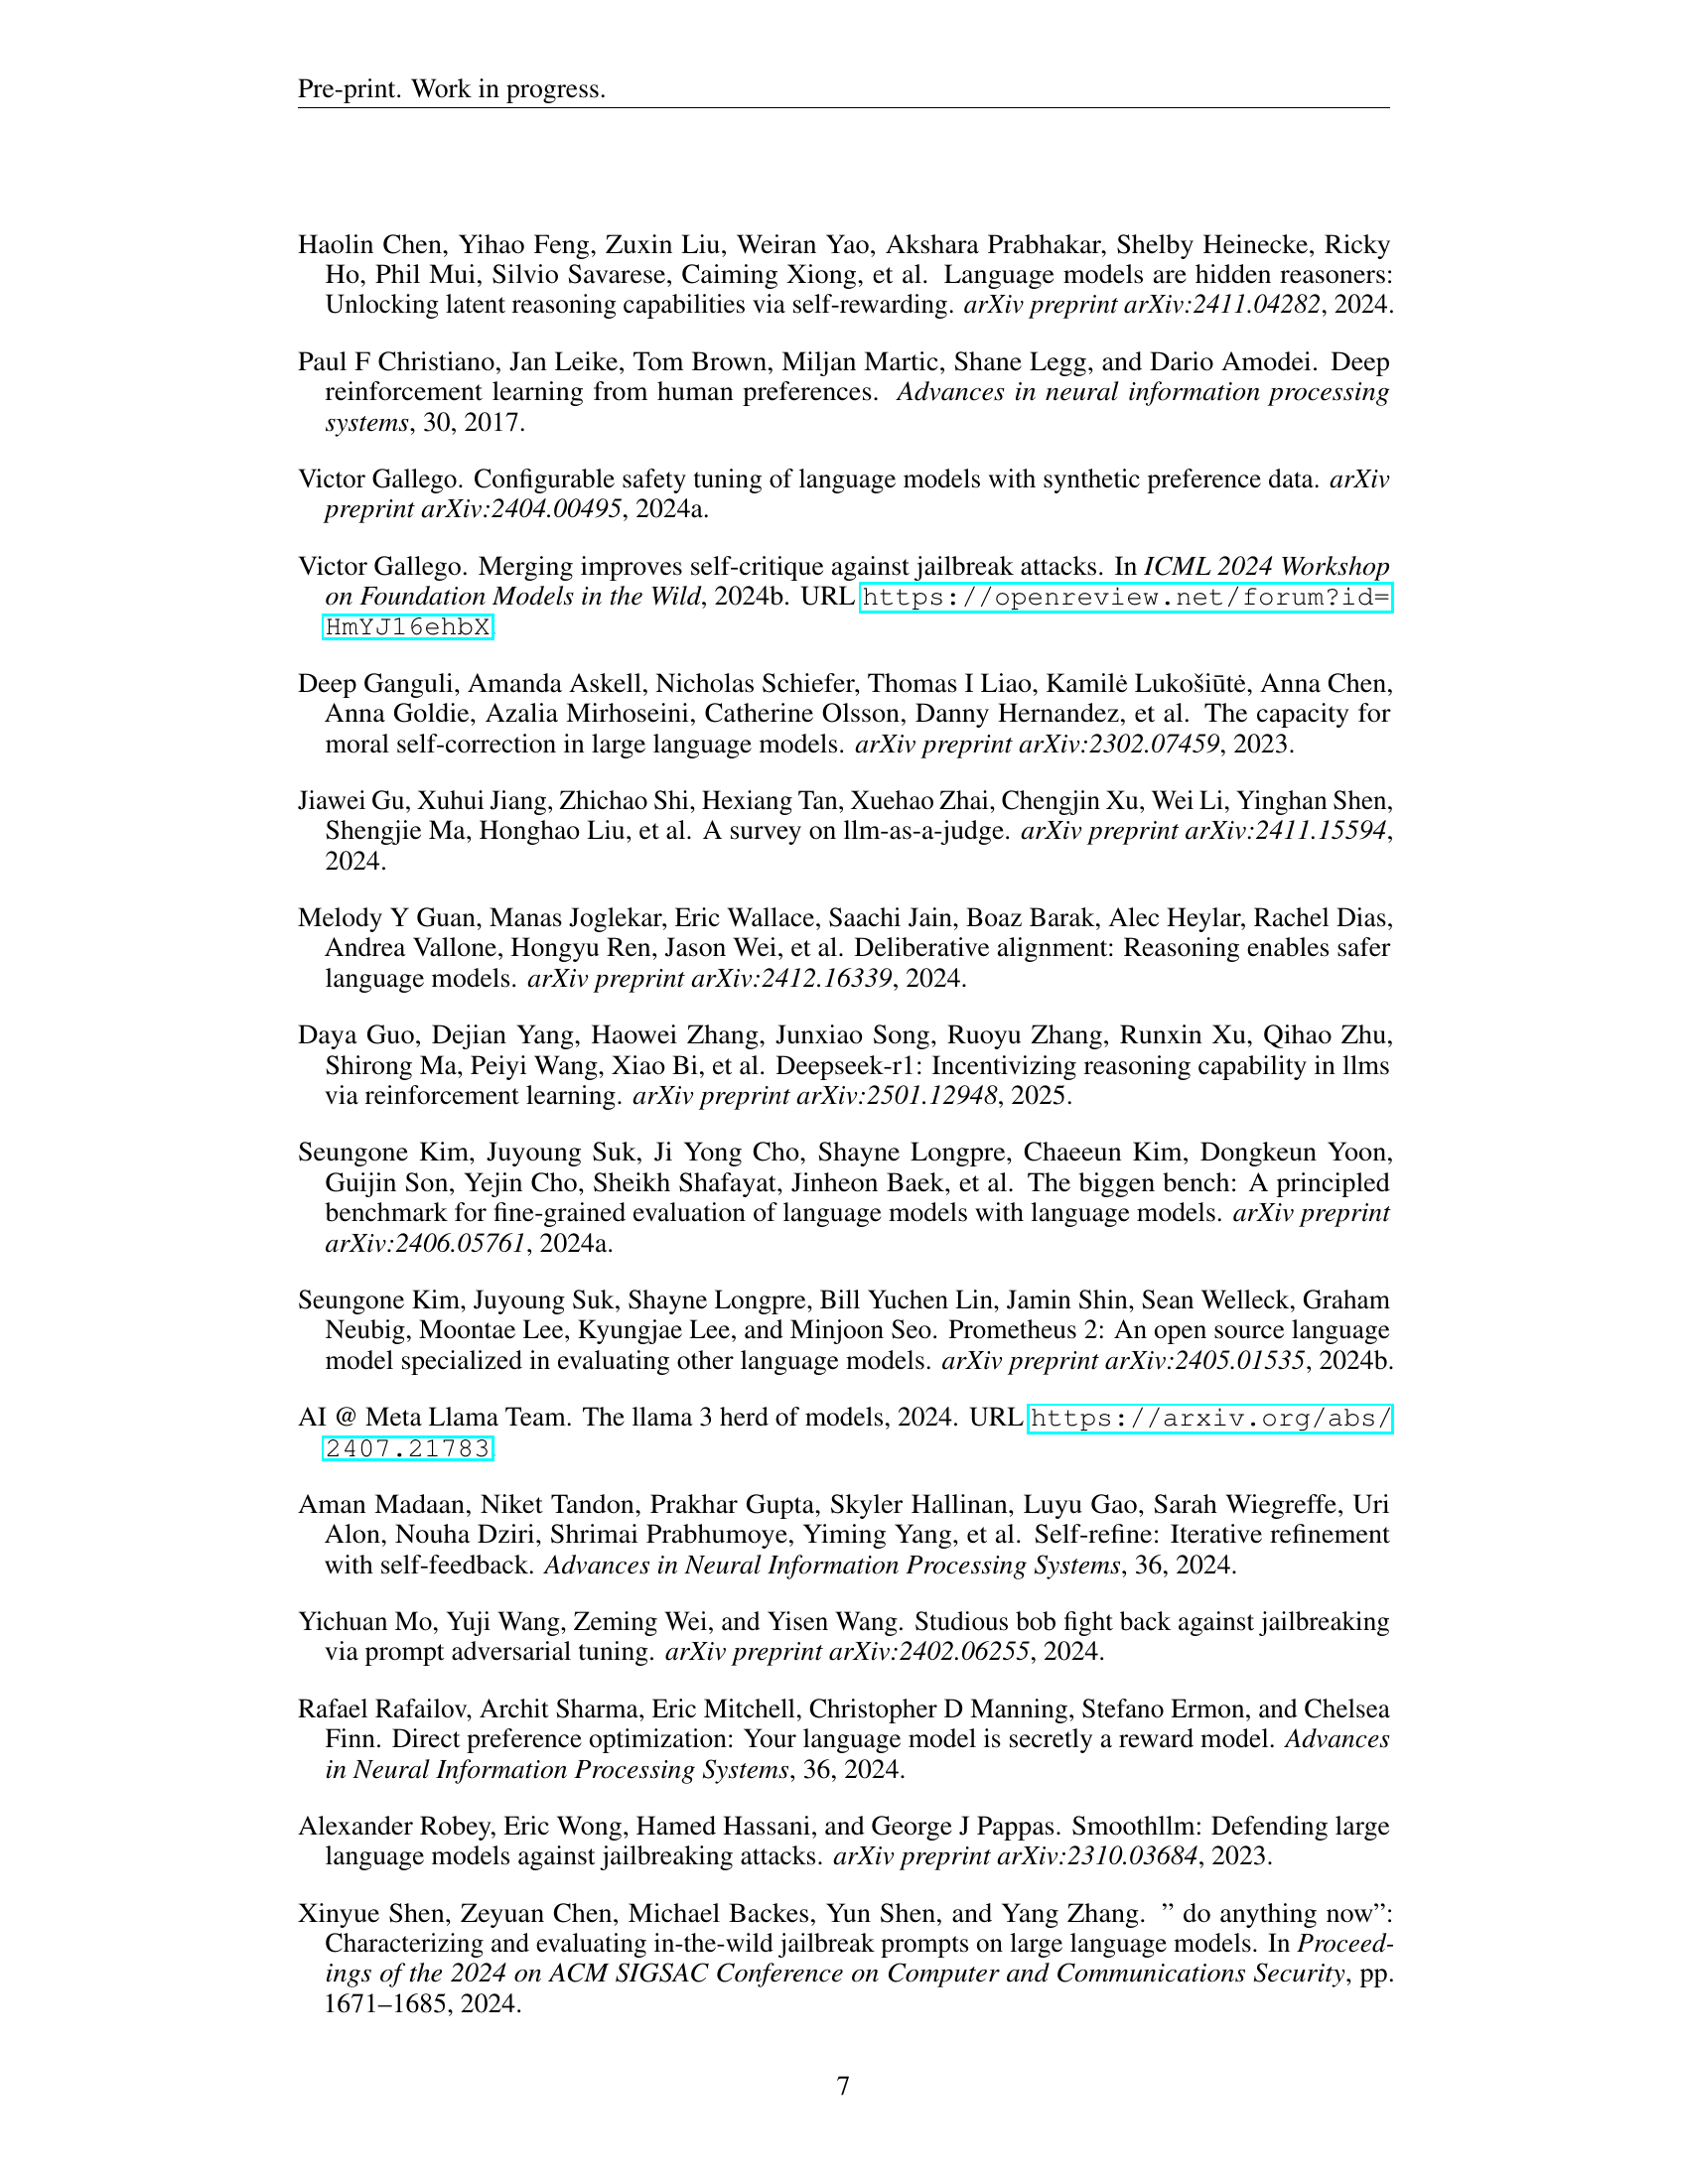 Pre-print. Work in progress.
Haolin Chen, Yihao Feng, Zuxin Liu, Weiran Yao, Akshara Prabhakar, Shelby Heinecke, Ricky
Ho, Phil Mui, Silvio Savarese, Caiming Xiong, et al. Language models are hidden reasoners:
Unlocking latent reasoning capabilities via self-rewarding. arXiv preprint arXiv:2411.04282, 2024.
Paul F Christiano, Jan Leike, Tom Brown, Miljan Martic, Shane Legg, and Dario Amodei. Deep
reinforcement learning from human preferences. Advances in neural information processing
systems, 30, 2017.
Victor Gallego. Configurable safety tuning of language models with synthetic preference data. arXiv
preprint arXiv:2404.00495, 2024a.
Victor Gallego. Merging improves self-critique against jailbreak attacks. In ICML 2024 Workshop
on Foundation Models in the Wild, 2024b. URL https://openreview.net/forum?id=
HmYJ16ehbX.
Deep Ganguli, Amanda Askell, Nicholas Schiefer, Thomas I Liao, Kamilė Lukošiūtė, Anna Chen,
Anna Goldie, Azalia Mirhoseini, Catherine Olsson, Danny Hernandez, et al. The capacity for
moral self-correction in large language models. arXiv preprint arXiv:2302.07459, 2023.
Jiawei Gu, Xuhui Jiang, Zhichao Shi, Hexiang Tan, Xuehao Zhai, Chengjin Xu, Wei Li, Yinghan Shen,
Shengjie Ma, Honghao Liu, et al. A survey on llm-as-a-judge. arXiv preprint arXiv:2411.15594,
2024.
Melody Y Guan, Manas Joglekar, Eric Wallace, Saachi Jain, Boaz Barak, Alec Heylar, Rachel Dias,
Andrea Vallone, Hongyu Ren, Jason Wei, et al. Deliberative alignment: Reasoning enables safer
language models. arXiv preprint arXiv:2412.16339, 2024.
Daya Guo, Dejian Yang, Haowei Zhang, Junxiao Song, Ruoyu Zhang, Runxin Xu, Qihao Zhu,
Shirong Ma, Peiyi Wang, Xiao Bi, et al. Deepseek-r1: Incentivizing reasoning capability in llms
via reinforcement learning. arXiv preprint arXiv:2501.12948, 2025.
Seungone Kim, Juyoung Suk, Ji Yong Cho, Shayne Longpre, Chaeeun Kim, Dongkeun Yoon,
Guijin Son, Yejin Cho, Sheikh Shafayat, Jinheon Baek, et al. The biggen bench: A principled
benchmark for fine-grained evaluation of language models with language models. arXiv preprint
arXiv:2406.05761, 2024a.
Seungone Kim, Juyoung Suk, Shayne Longpre, Bill Yuchen Lin, Jamin Shin, Sean Welleck, Graham
Neubig, Moontae Lee, Kyungjae Lee, and Minjoon Seo. Prometheus 2: An open source language
model specialized in evaluating other language models. arXiv preprint arXiv:2405.01535, 2024b.
AI @ Meta Llama Team. The llama 3 herd of models, 2024. URL https://arxiv.org/abs/
2407.21783.
Aman Madaan, Niket Tandon, Prakhar Gupta, Skyler Hallinan, Luyu Gao, Sarah Wiegreffe, Uri
Alon, Nouha Dziri, Shrimai Prabhumoye, Yiming Yang, et al. Self-refine: Iterative refinement
with self-feedback. Advances in Neural Information Processing Systems, 36, 2024.
Yichuan Mo, Yuji Wang, Zeming Wei, and Yisen Wang. Studious bob fight back against jailbreaking
via prompt adversarial tuning. arXiv preprint arXiv:2402.06255, 2024.
Rafael Rafailov, Archit Sharma, Eric Mitchell, Christopher D Manning, Stefano Ermon, and Chelsea
Finn. Direct preference optimization: Your language model is secretly a reward model. Advances
in Neural Information Processing Systems, 36, 2024.
Alexander Robey, Eric Wong, Hamed Hassani, and George J Pappas. Smoothllm: Defending large
language models against jailbreaking attacks. arXiv preprint arXiv:2310.03684, 2023.
Xinyue Shen, Zeyuan Chen, Michael Backes, Yun Shen, and Yang Zhang. ” do anything now”:
Characterizing and evaluating in-the-wild jailbreak prompts on large language models. In Proceed-
ings of the 2024 on ACM SIGSAC Conference on Computer and Communications Security, pp.
1671–1685, 2024.
7